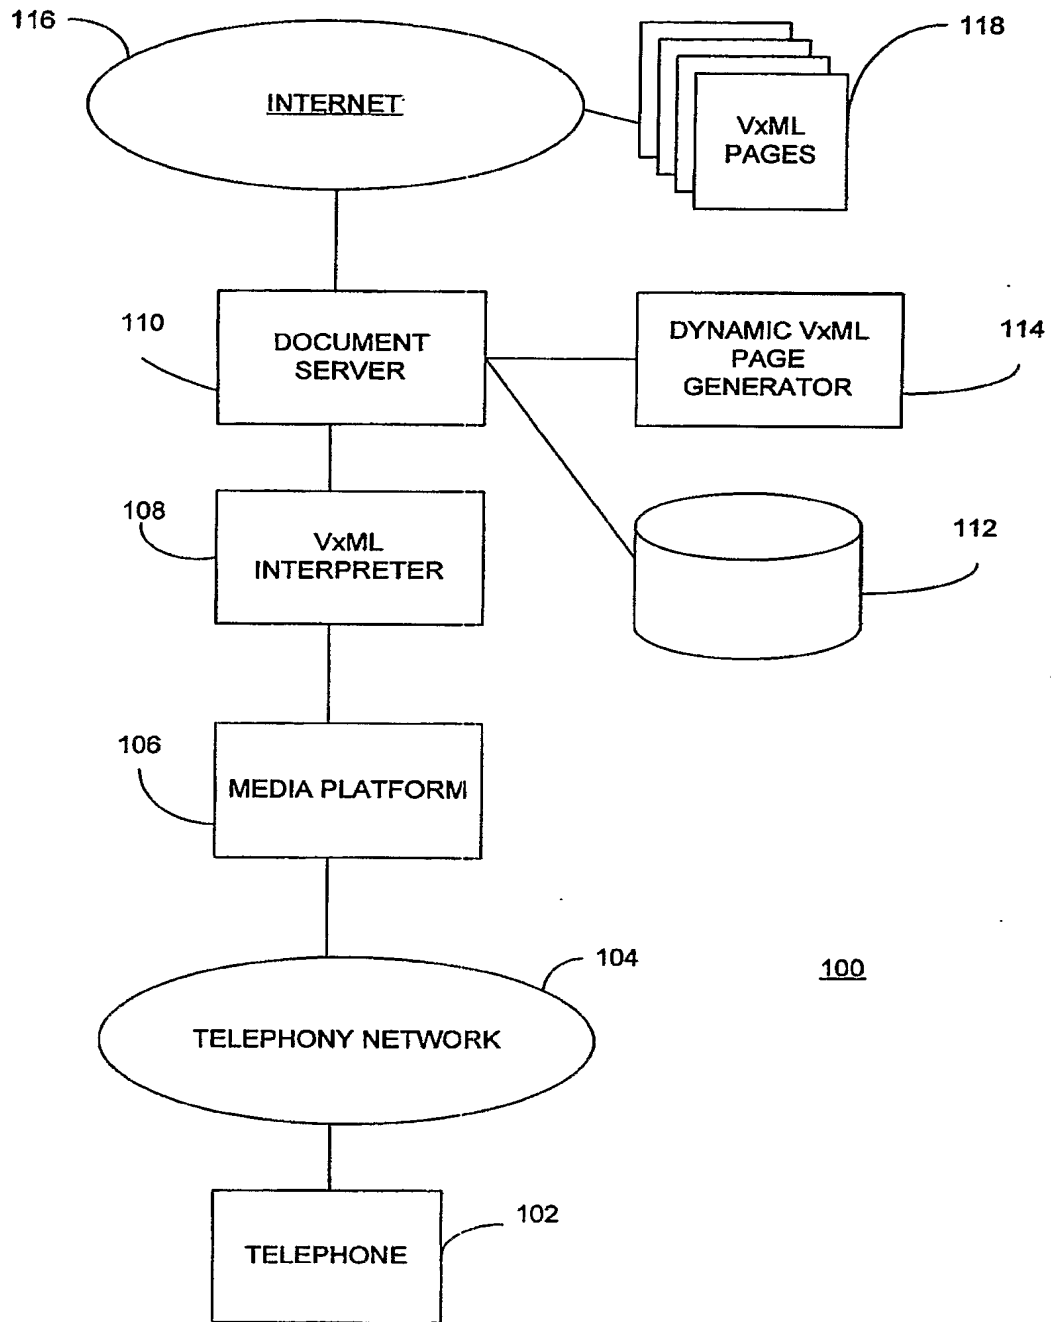 116
INTERNET
118
VxML
PAGES
110
DOCUMENT
SERVER
DYNAMIC VxML
PAGE
GENERATOR
114
108
VxML
INTERPRETER
112
106
MEDIA PLATFORM
104
100
TELEPHONY NETWORK
102
TELEPHONE